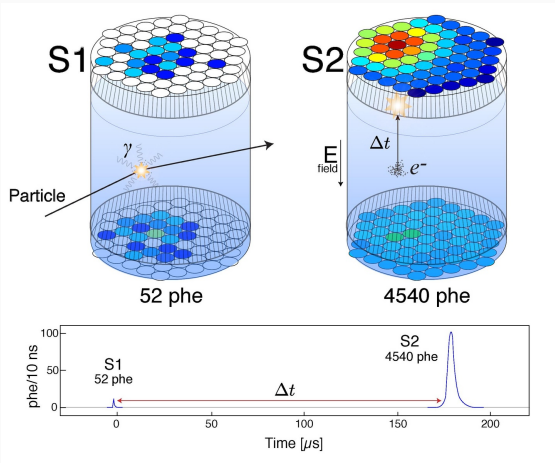 S1
S2
γ
Δt
E
field
e⁻
Particle
52 phe
4540 phe
phe/10 ns
100
50
0
S1
52 phe
Δt
S2
4540 phe
0
50
100
150
200
Time [μs]